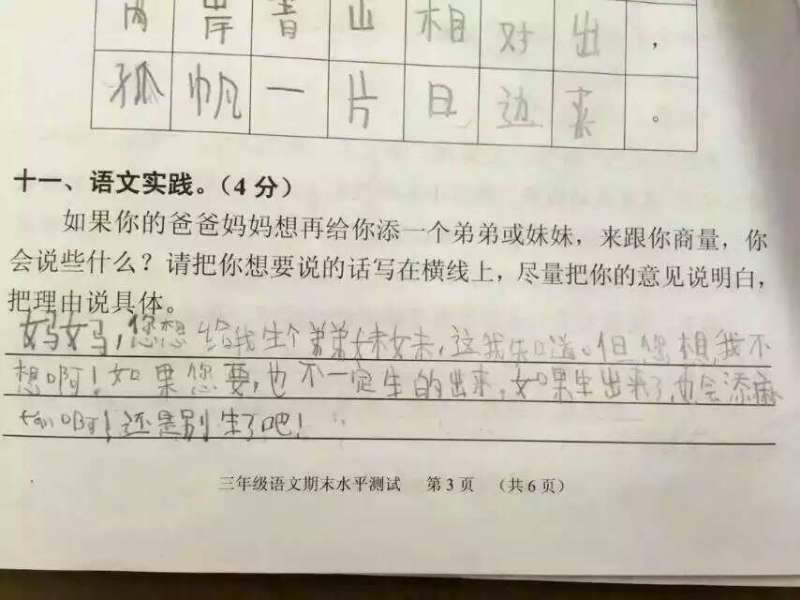 两岸青山相对出，
孤帆一片日边来。
十一、语文实践。（4分）
如果你的爸爸妈妈想再给你添一个弟弟或妹妹，来跟你商量，你
会说些什么？请把你想要说的话写在横线上，尽量把你的意见说明白，
把理由说具体。
妈妈，您想给我生个弟弟妹妹，这我知道。但您想，我不
想啊！如果您要，也不一定生的出来，如果生出来了，也会添麻
烦啊！还是别生了吧！
三年级语文期末水平测试 第3页 （共6页）